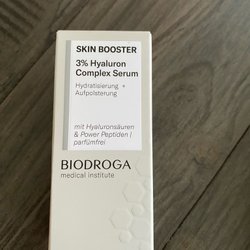 SKIN BOOSTER
3% Hyaluron
Complex Serum
Hydratisierung +
Aufpolsterung
mit Hyaluronsäuren
& Power Peptiden |
parfümfrei
BIODROGA
medical institute